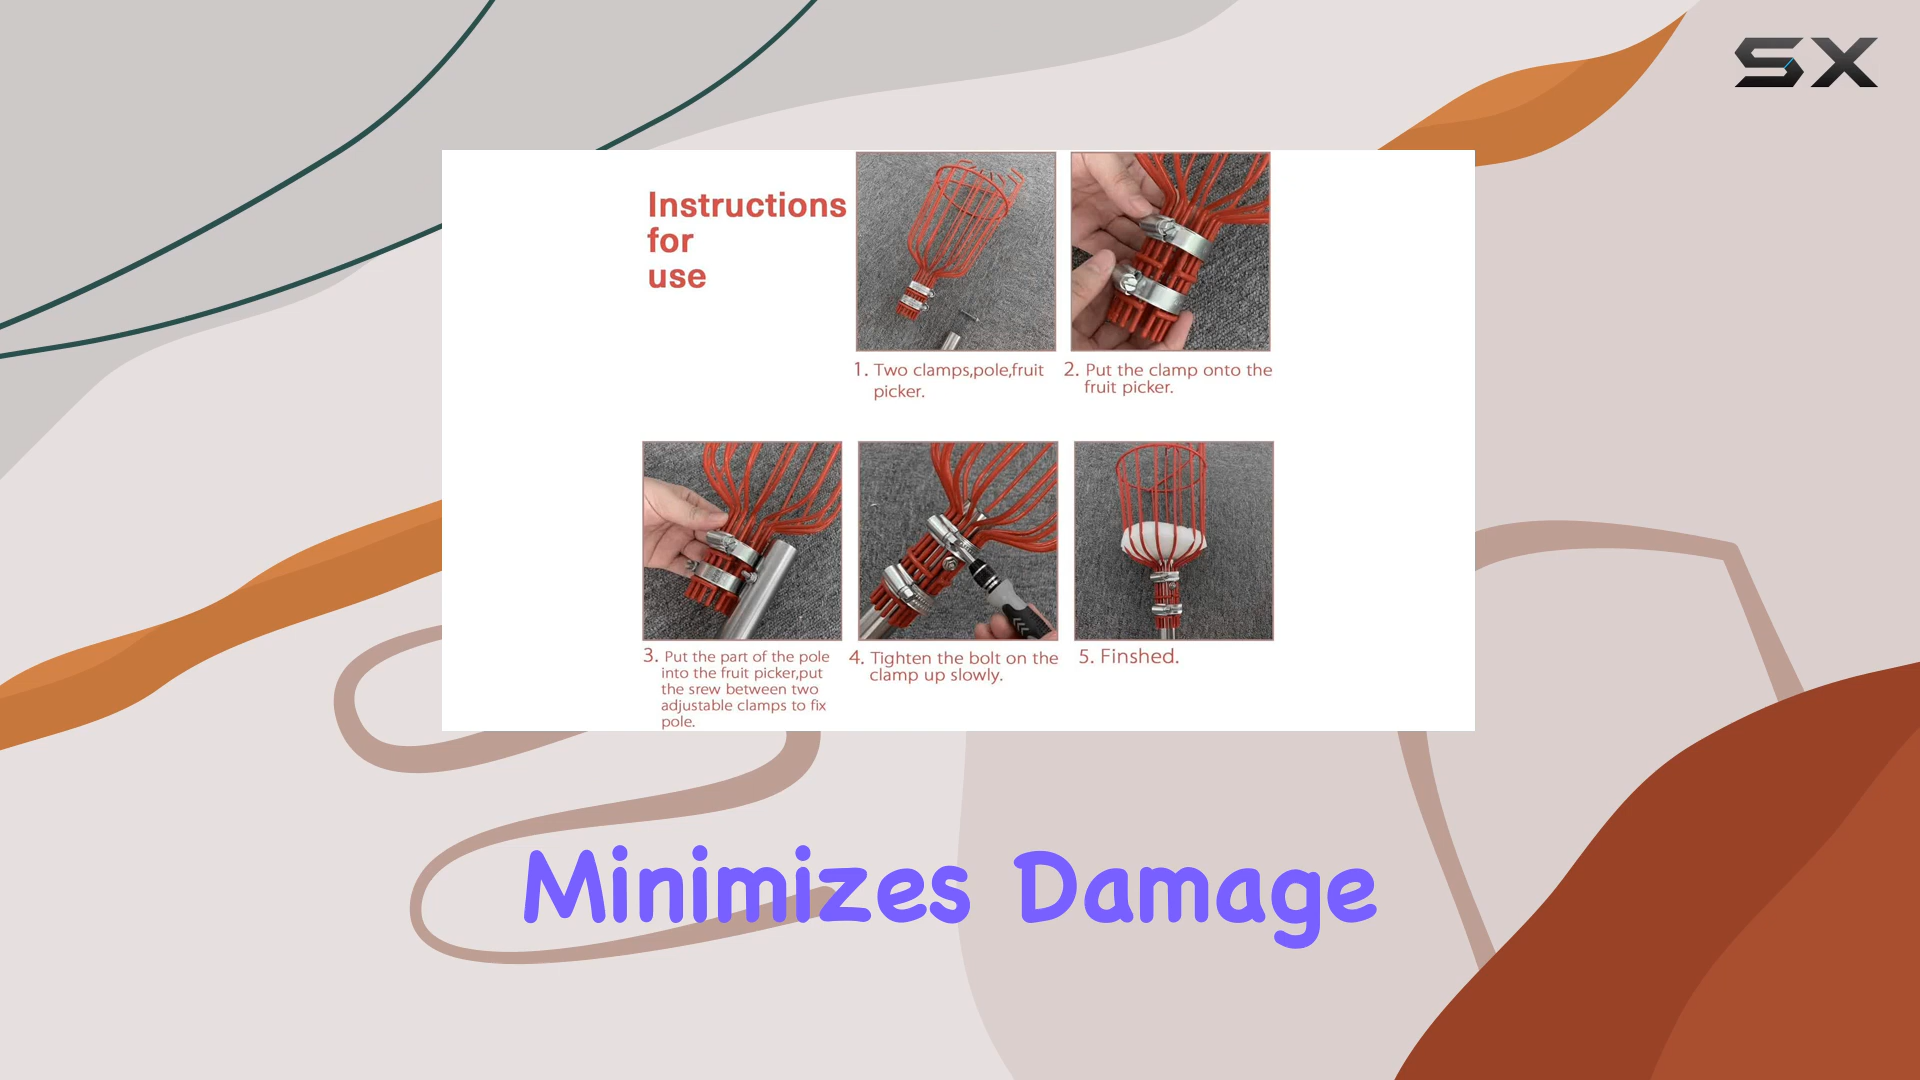 SX
Instructions
for
use
1. Two clamps,pole,fruit
picker.
2. Put the clamp onto the
fruit picker.
3. Put the part of the pole
into the fruit picker,put
the srew between two
adjustable clamps to fix
pole.
4. Tighten the bolt on the
clamp up slowly.
5. Finshed.
Minimizes Damage